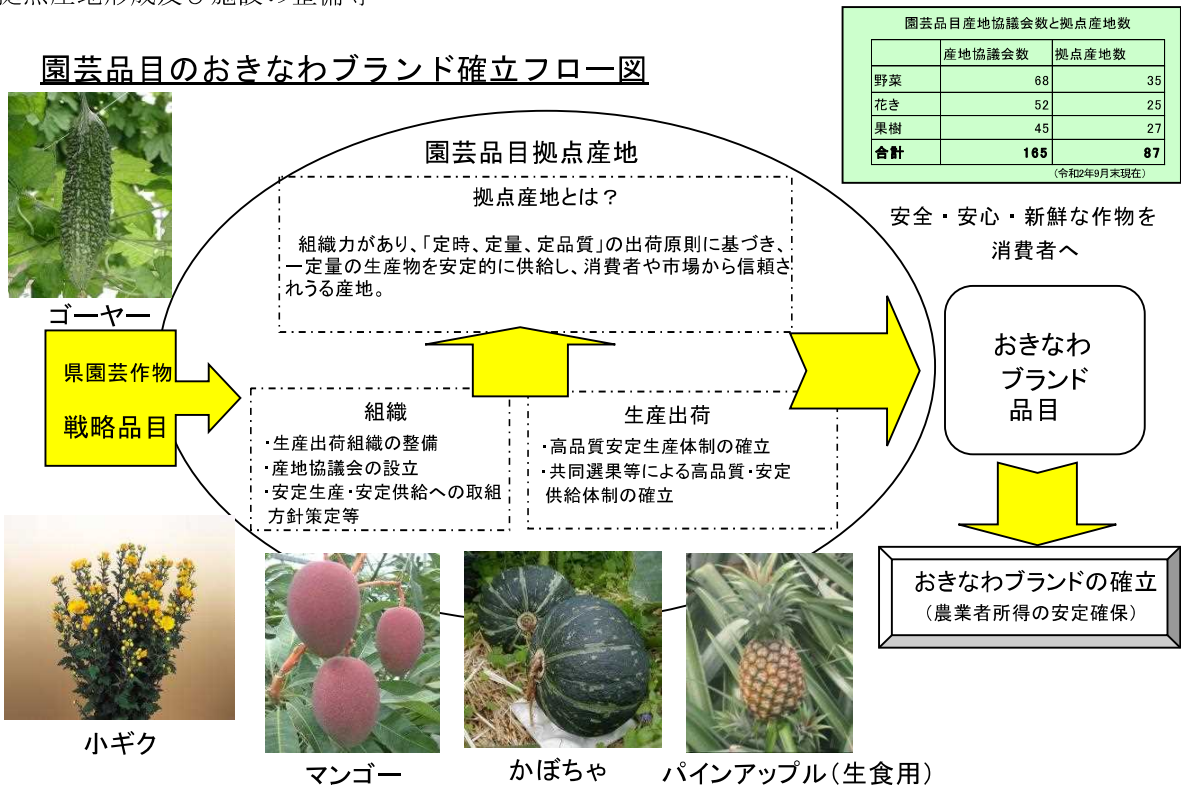 園芸品目産地協議会数と拠点産地数
産地協議会数 拠点産地数
野菜 68 35
花き 52 25
果樹 45 27
合計 165 87
(令和2年9月末現在)
園芸品目のおきなわブランド確立フロー図
園芸品目拠点産地
拠点産地とは？
組織力があり、「定時、定量、定品質」の出荷原則に基づき、
一定量の生産物を安定的に供給し、消費者や市場から信頼さ
れうる産地。
安全・安心・新鮮な作物を
消費者へ
ゴーヤー
県園芸作物
戦略品目
組織
・生産出荷組織の整備
・産地協議会の設立
・安定生産・安定供給への取組
方針策定等
生産出荷
・高品質安定生産体制の確立
・共同選果等による高品質・安定
供給体制の確立
おきなわ
ブランド
品目
おきなわブランドの確立
（農業者所得の安定確保）
小ギク
マンゴー
かぼちゃ
パインアップル（生食用）